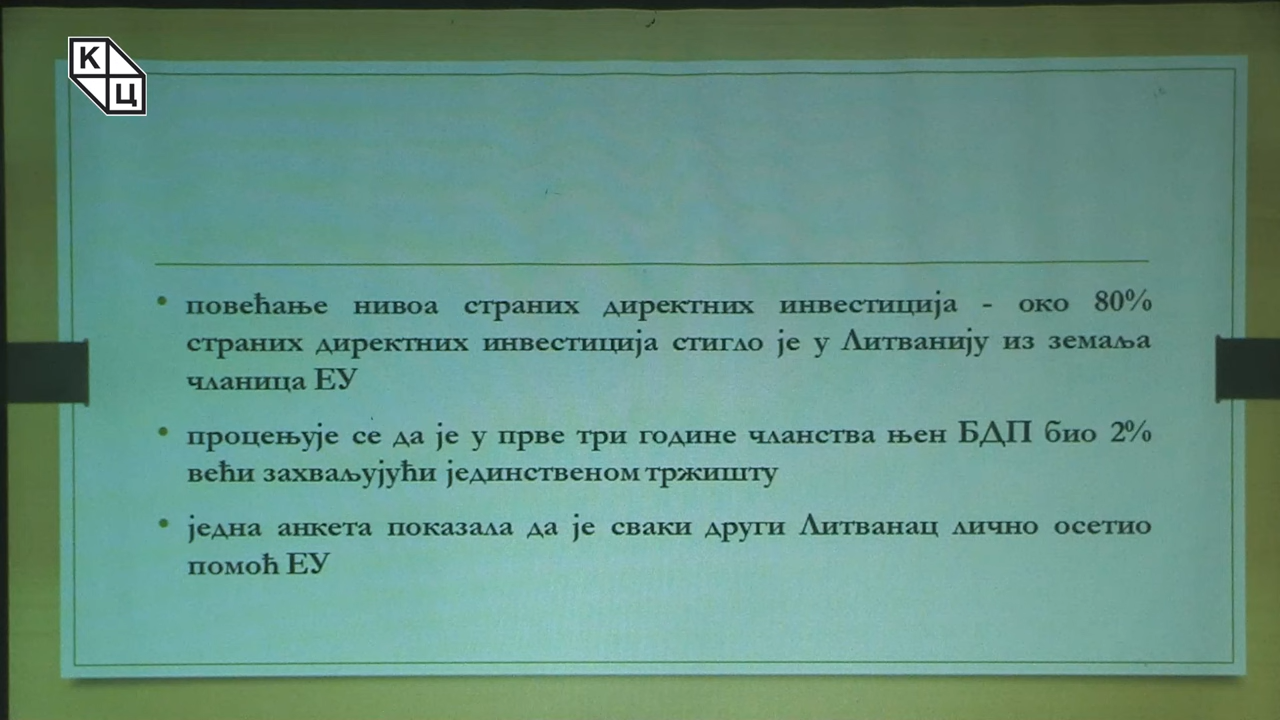 К
Ц
повећање нивоа страних директних инвестиција - око 80%
страних директних инвестиција стигло је у Литванију из земаља
чланица ЕУ
процењује се да је у прве три године чланства њен БДП био 2%
већи захваљујући јединственом тржишту
једна анкета показала да је сваки други Литванац лично осетио
помоћ ЕУ